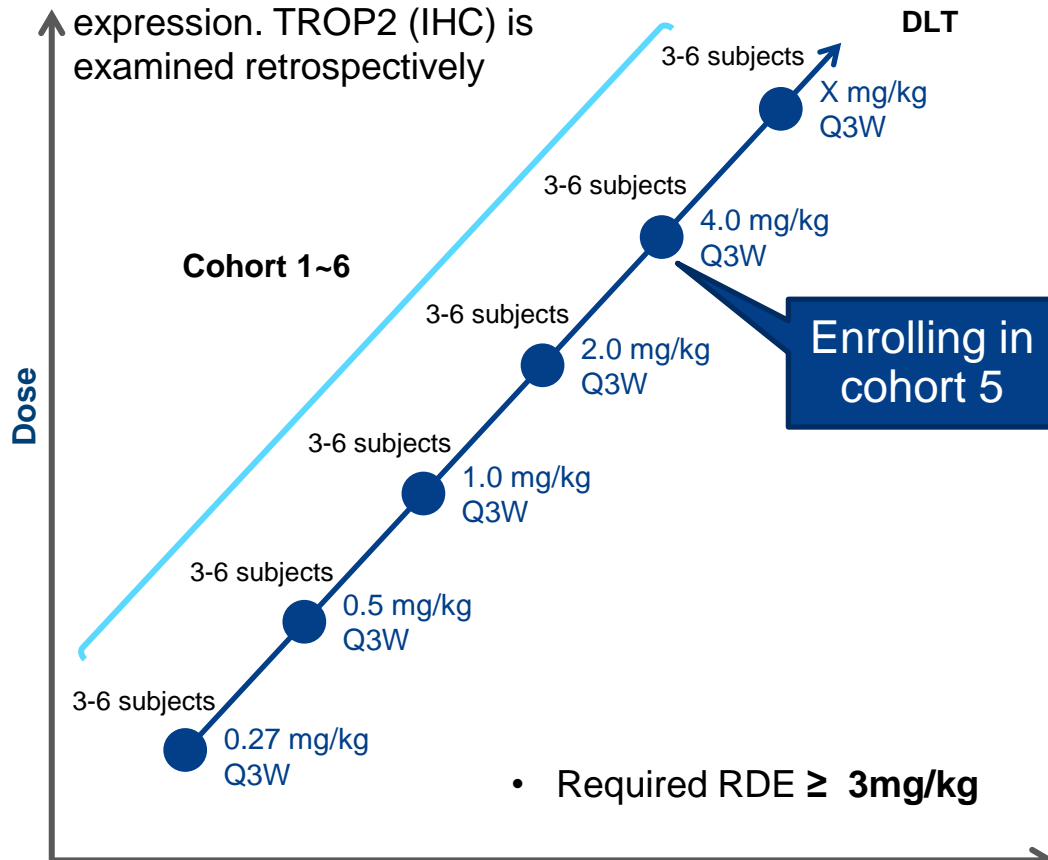 expression. TROP2 (IHC) is
examined retrospectively
DLT
3-6 subjects
X mg/kg
Q3W
3-6 subjects
4.0 mg/kg
Q3W
Cohort 1~6
3-6 subjects
2.0 mg/kg
Q3W
Enrolling in
cohort 5
Dose
3-6 subjects
1.0 mg/kg
Q3W
3-6 subjects
0.5 mg/kg
Q3W
3-6 subjects
0.27 mg/kg
Q3W
• Required RDE ≥ 3mg/kg